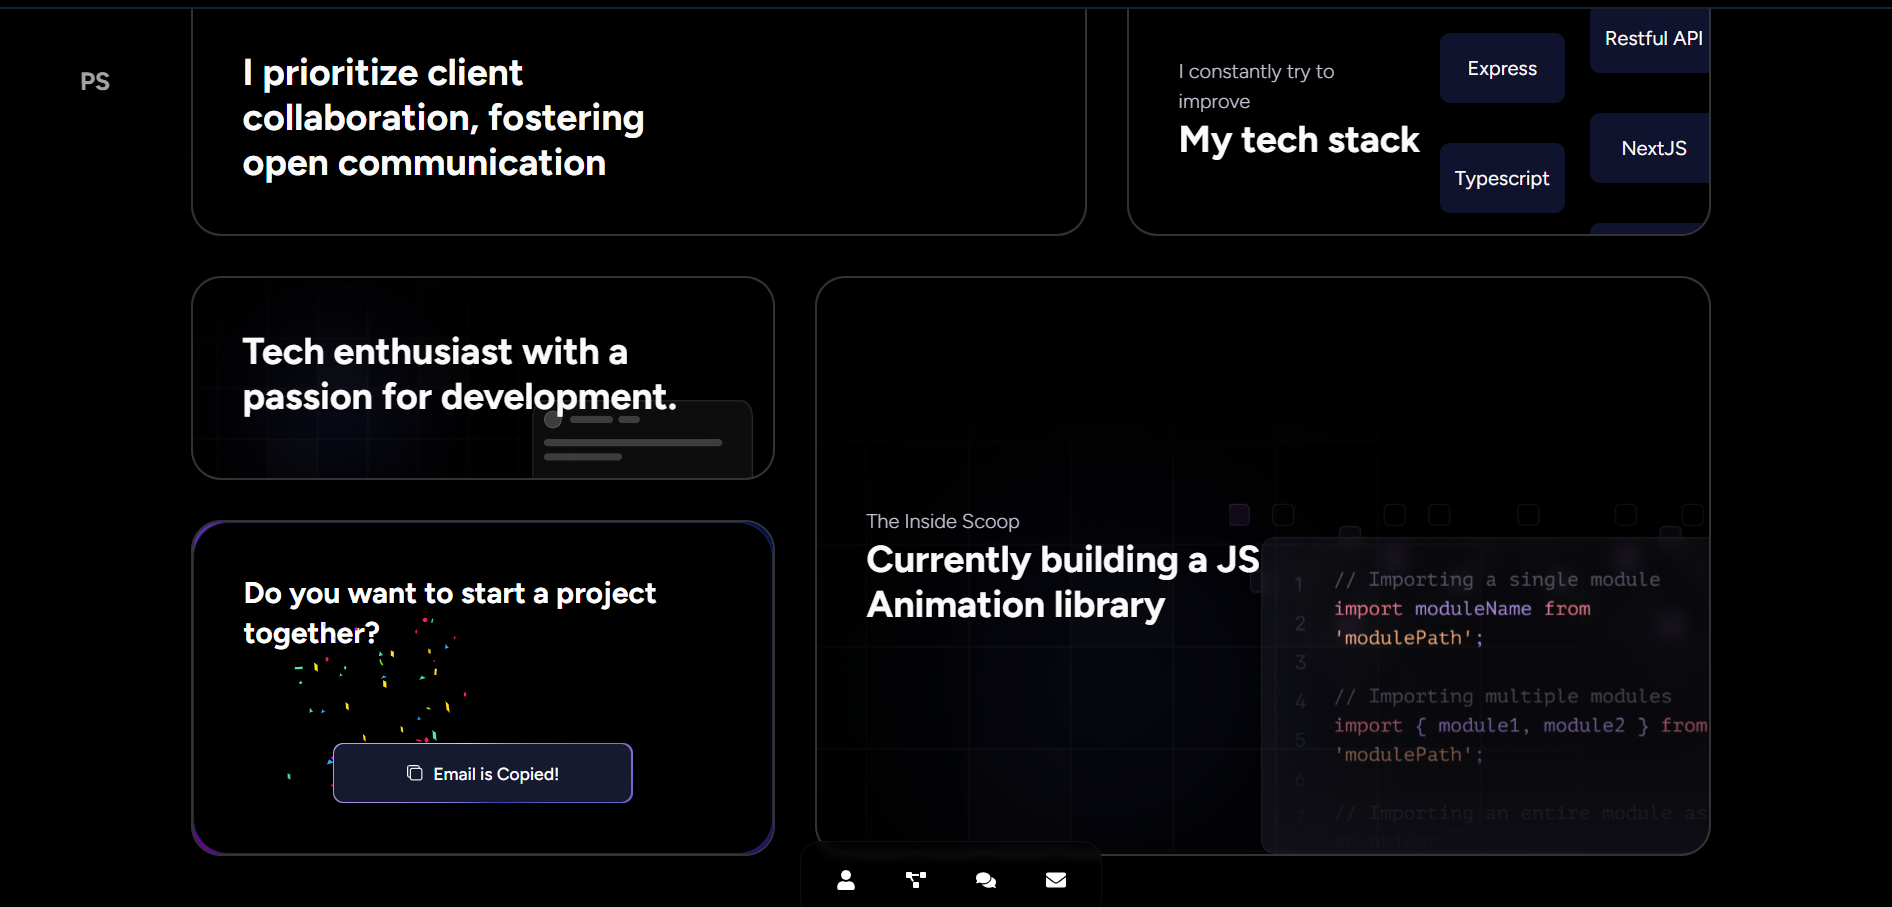 PS
I prioritize client
collaboration, fostering
open communication
I constantly try to
improve
My tech stack
Express
Typescript
Restful API
NextJS
Tech enthusiast with a
passion for development.
Do you want to start a project
together?
Email is Copied!
The Inside Scoop
Currently building a JS
Animation library
1 // Importing a single module
2 import moduleName from
'modulePath';
3
4 // Importing multiple modules
5 import { module1, module2 } from
'modulePath';
6
7 // Importing an entire module as
an object